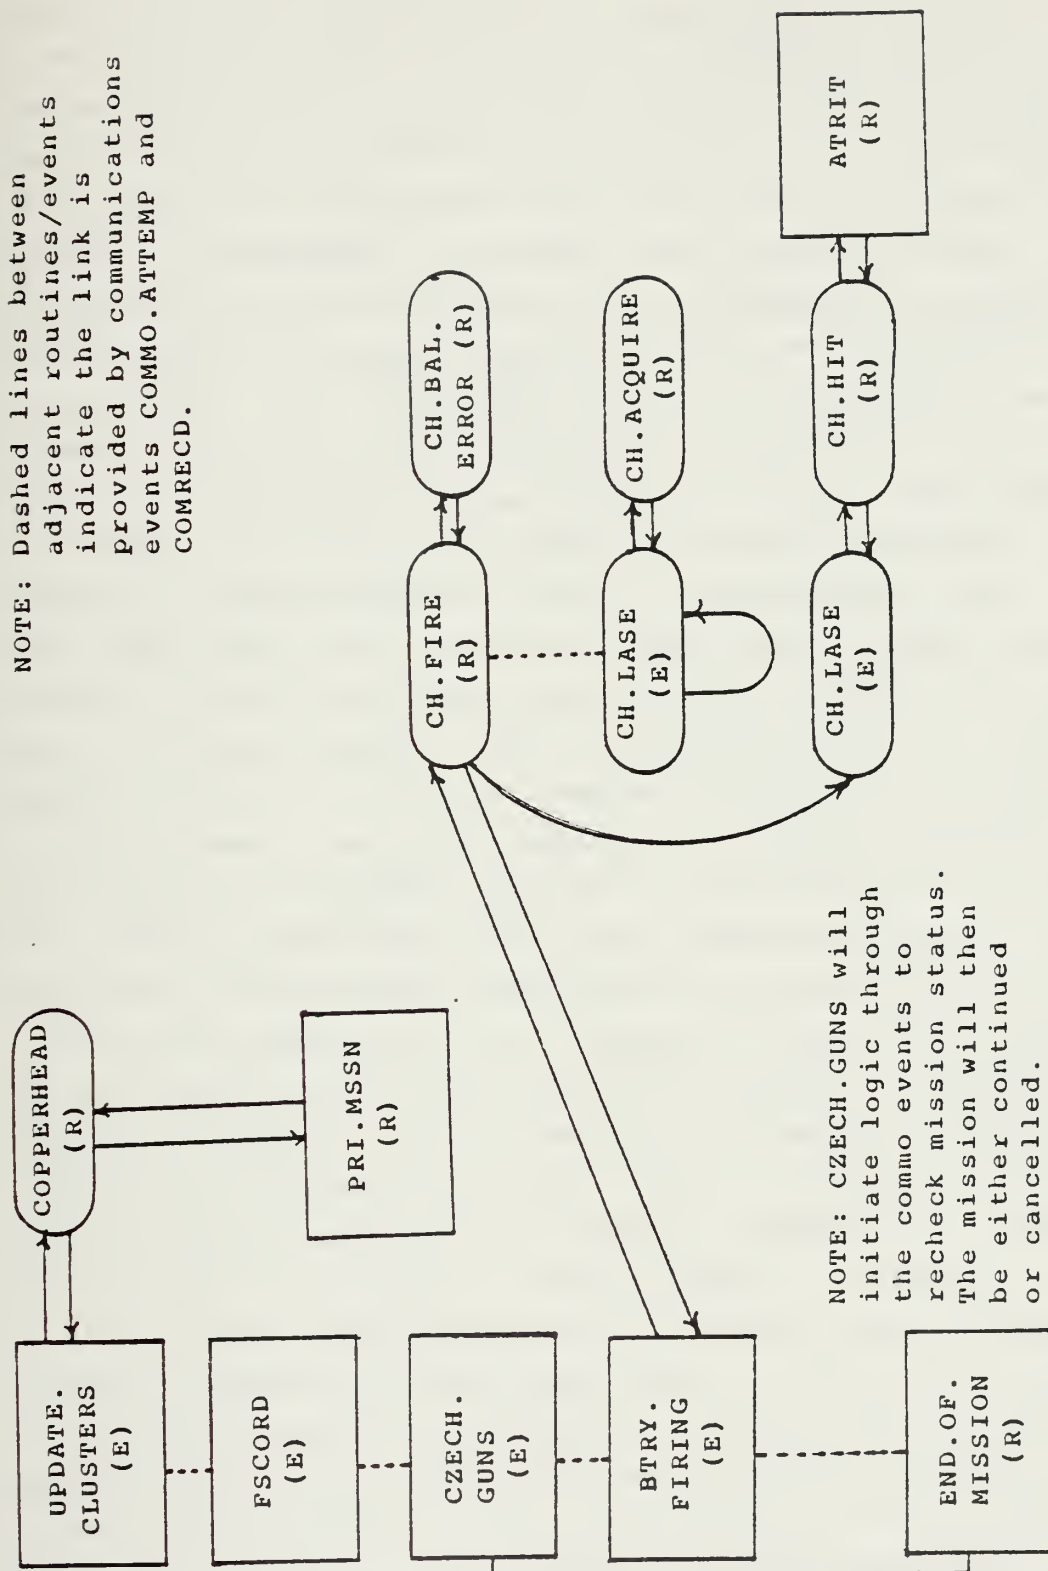 NOTE: Dashed lines between
adjacent routines/events
indicate the link is
provided by communications
events COMMO.ATTEMP and
COMRECD.
UPDATE.
CLUSTERS
(E)
COPPERHEAD
(R)
PRI.MSSN
(R)
FSCORD
(E)
CZECH.
GUNS
(E)
BTRY.
FIRING
(E)
END.OF.
MISSION
(R)
CH.FIRE
(R)
CH.BAL.
ERROR (R)
CH.LASE
(E)
CH.ACQUIRE
(R)
CH.LASE
(E)
CH.HIT
(R)
ATRIT
(R)
NOTE: CZECH.GUNS will
initiate logic through
the commo events to
recheck mission status.
The mission will then
be either continued
or cancelled.